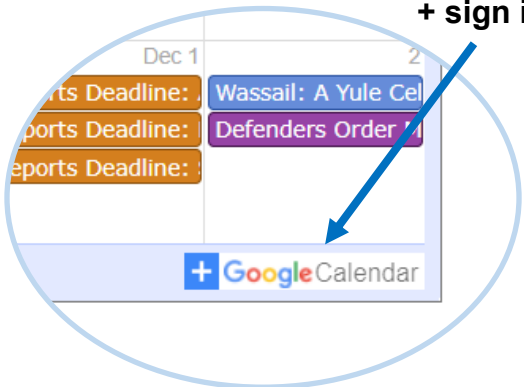 + sign i
Dec 1 2
rts Deadline: Wassail: A Yule Cel
ports Deadline: Defenders Order
eports Deadline:
+ Google Calendar